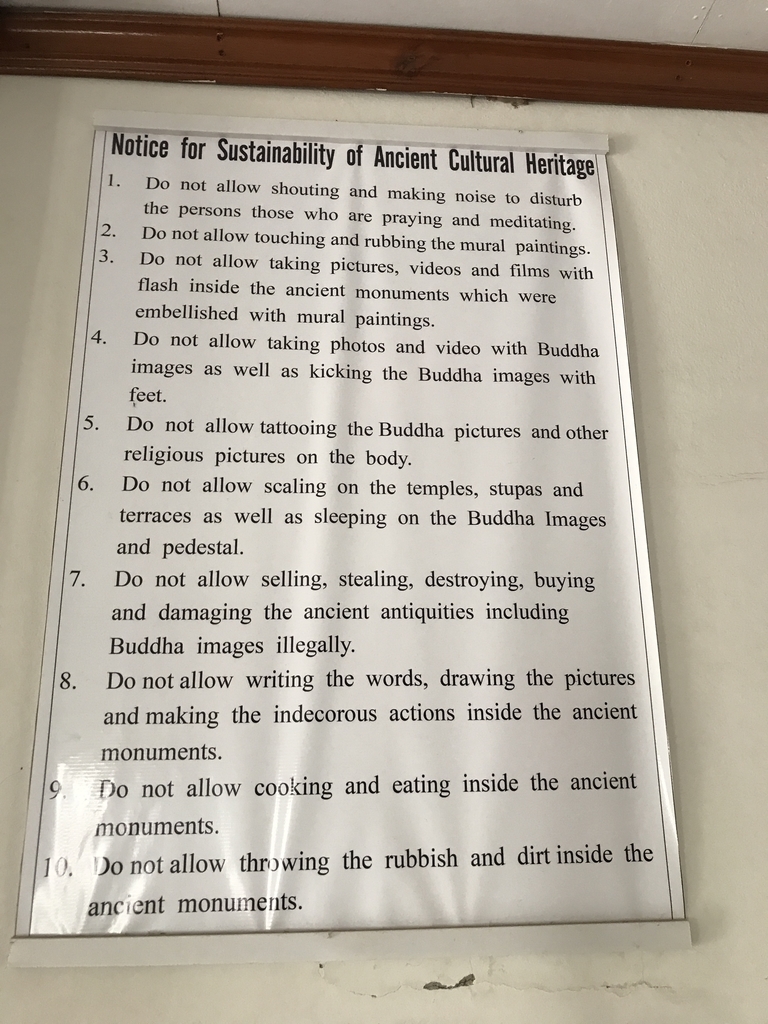 Notice for Sustainability of Ancient Cultural Heritage
1. Do not allow shouting and making noise to disturb
the persons those who are praying and meditating.
2. Do not allow touching and rubbing the mural paintings.
3. Do not allow taking pictures, videos and films with
flash inside the ancient monuments which were
embellished with mural paintings.
4. Do not allow taking photos and video with Buddha
images as well as kicking the Buddha images with
feet.
5. Do not allow tattooing the Buddha pictures and other
religious pictures on the body.
6. Do not allow scaling on the temples, stupas and
terraces as well as sleeping on the Buddha Images
and pedestal.
7. Do not allow selling, stealing, destroying, buying
and damaging the ancient antiquities including
Buddha images illegally.
8. Do not allow writing the words, drawing the pictures
and making the indecorous actions inside the ancient
monuments.
9. Do not allow cooking and eating inside the ancient
monuments.
10. Do not allow throwing the rubbish and dirt inside the
ancient monuments.